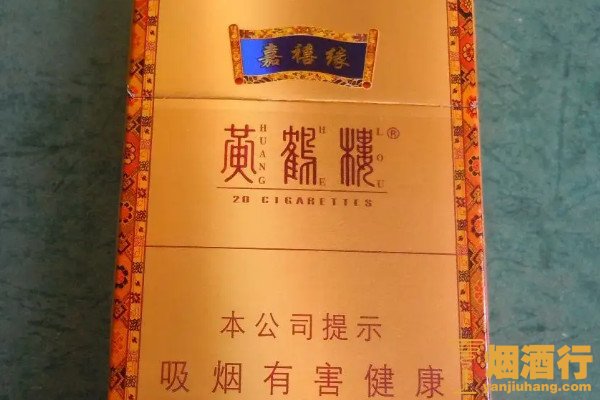 嘉禧缘
黄鹤楼®
HUANG HE LOU
20 CIGARETTES
本公司提示
吸烟有害健康
烟酒行
yanjiuhang.com